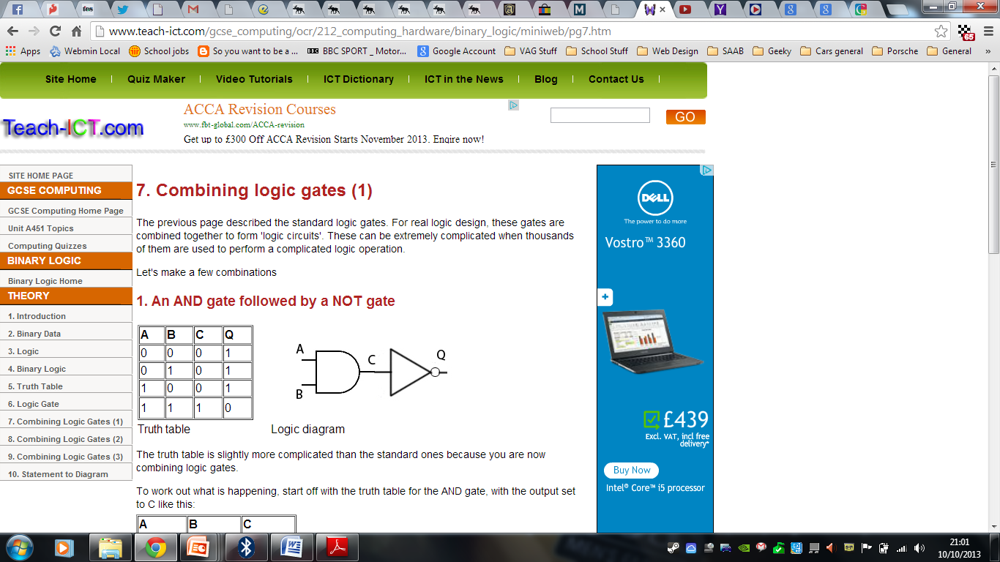 www.teach-ict.com/gcse_computing/ocr/212_computing_hardware/binary_logic/miniweb/pg7.htm
65
Apps Webmin Local School jobs So you want to be a ... BBC SPORT _ Motor... Google Account VAG Stuff School Stuff Web Design SAAB Geeky Cars general Porsche General »
Site Home Quiz Maker Video Tutorials ICT Dictionary ICT in the News Blog Contact Us
Teach-ICT.com
ACCA Revision Courses
www.fbt-global.com/ACCA-revision
Get up to £300 Off ACCA Revision Starts November 2013. Enqire now!
GO
SITE HOME PAGE
GCSE COMPUTING
GCSE Computing Home Page
Unit A451 Topics
Computing Quizzes
BINARY LOGIC
Binary Logic Home
THEORY
1. Introduction
2. Binary Data
3. Logic
4. Binary Logic
5. Truth Table
6. Logic Gate
7. Combining Logic Gates (1)
8. Combining Logic Gates (2)
9. Combining Logic Gates (3)
10. Statement to Diagram
7. Combining logic gates (1)
The previous page described the standard logic gates. For real logic design, these gates are
combined together to form 'logic circuits'. These can be extremely complicated when thousands
of them are used to perform a complicated logic operation.
Let's make a few combinations
1. An AND gate followed by a NOT gate
A B C Q
0 0 0 1
0 1 0 1
1 0 0 1
1 1 1 0
A
B
C
Q
Truth table Logic diagram
The truth table is slightly more complicated than the standard ones because you are now
combining logic gates.
To work out what is happening, start off with the truth table for the AND gate, with the output set
to C like this:
A B C
DELL
The power to do more
Vostro™ 3360
£439
Excl. VAT, incl free
delivery*
Buy Now
Intel® Core™ i5 processor
21:01
10/10/2013